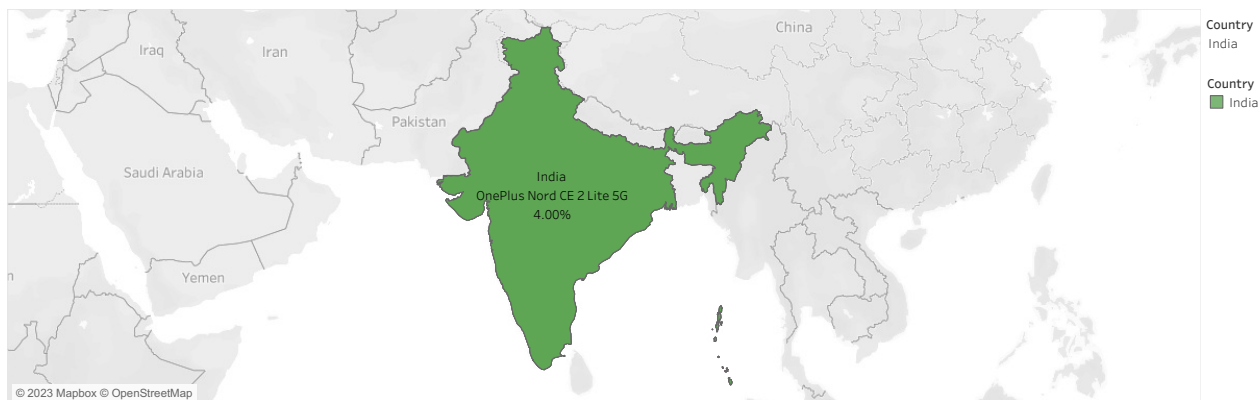 China
Iraq
Iran
Pakistan
Saudi Arabia
India
OnePlus Nord CE 2 Lite 5G
4.00%
Yemen
n
© 2023 Mapbox © OpenStreetMap
Country
India
Country
India